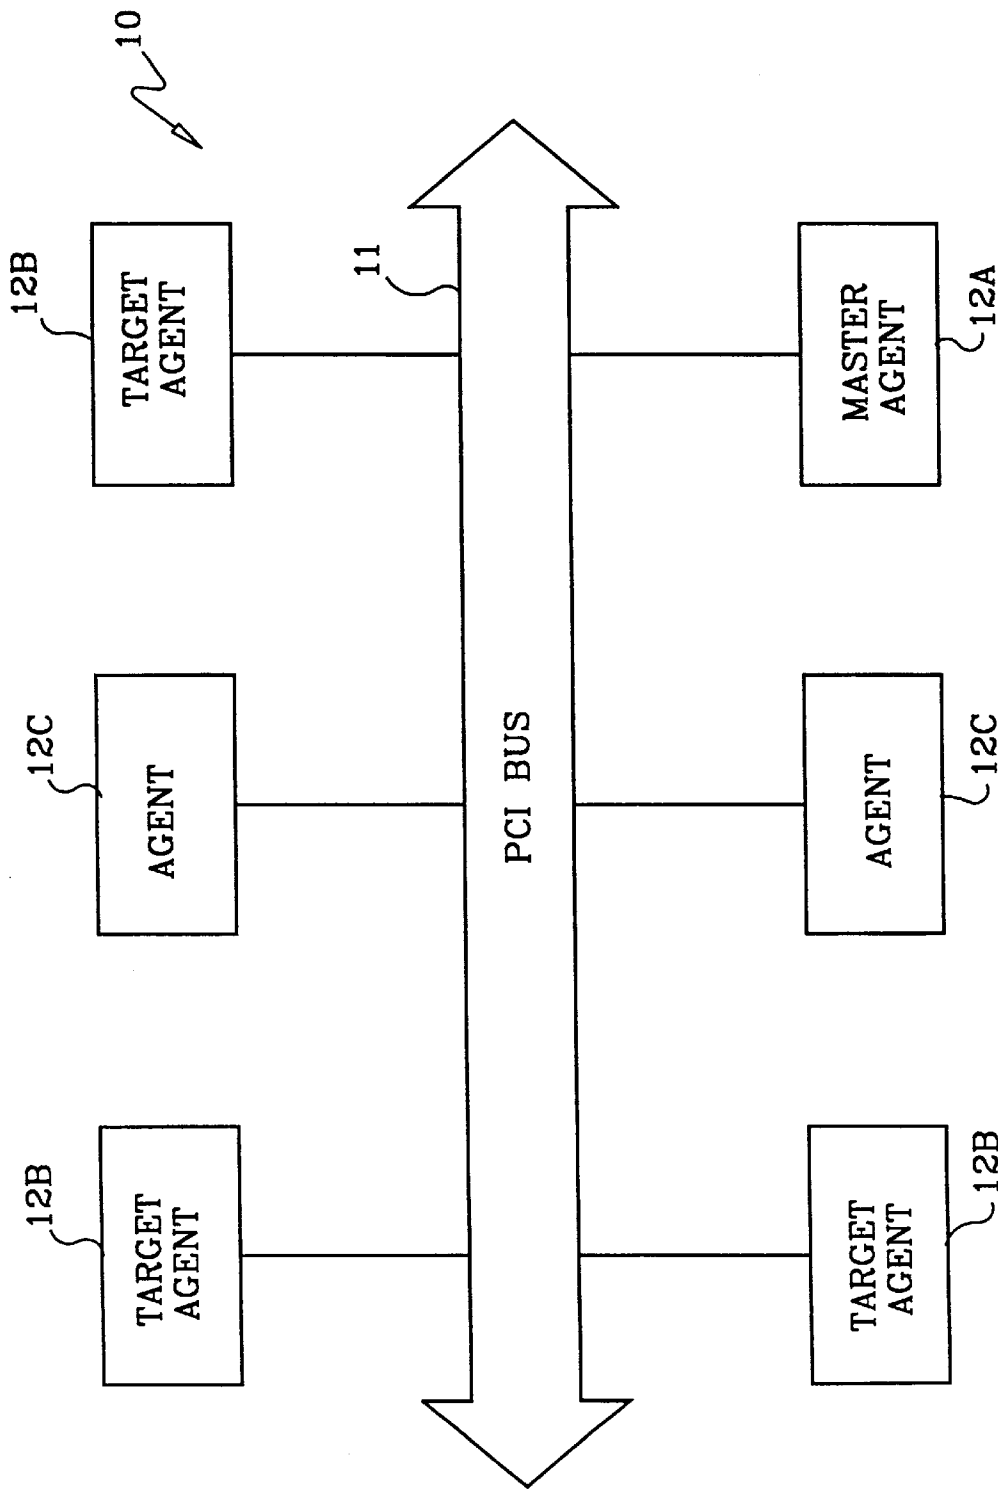 10
12B
TARGET
AGENT
12C
AGENT
12B
TARGET
AGENT
11
PCI BUS
TARGET
AGENT
12B
AGENT
12C
MASTER
AGENT
12A